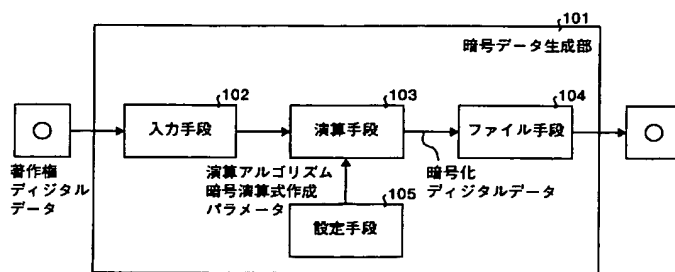 101
暗号データ生成部
102
103
104
入力手段
演算手段
ファイル手段
著作権
ディジタル
データ
演算アルゴリズム
暗号演算式作成
パラメータ
暗号化
ディジタルデータ
105
設定手段